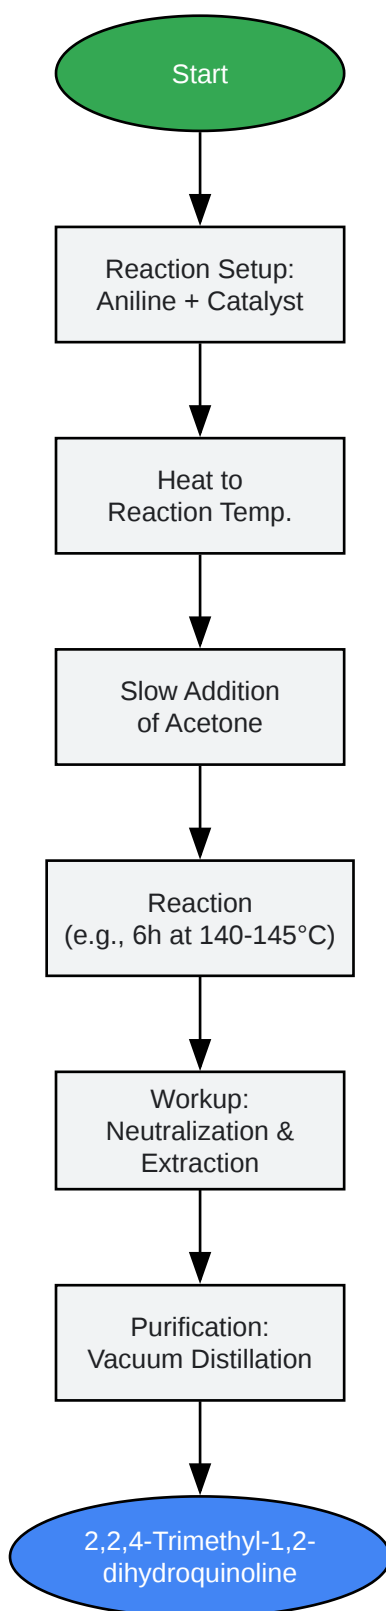 Start
Reaction Setup:
Aniline + Catalyst
Heat to
Reaction Temp.
Slow Addition
of Acetone
Reaction
(e.g., 6h at 140-145°C)
Workup:
Neutralization &
Extraction
Purification:
Vacuum Distillation
2,2,4-Trimethyl-1,2-
dihydroquinoline